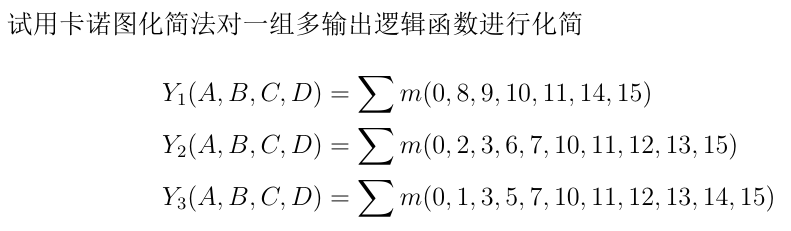 试用卡诺图化简法对一组多输出逻辑函数进行化简
Y₁(A, B, C, D) = ∑ m(0, 8, 9, 10, 11, 14, 15)
Y₂(A, B, C, D) = ∑ m(0, 2, 3, 6, 7, 10, 11, 12, 13, 15)
Y₃(A, B, C, D) = ∑ m(0, 1, 3, 5, 7, 10, 11, 12, 13, 14, 15)